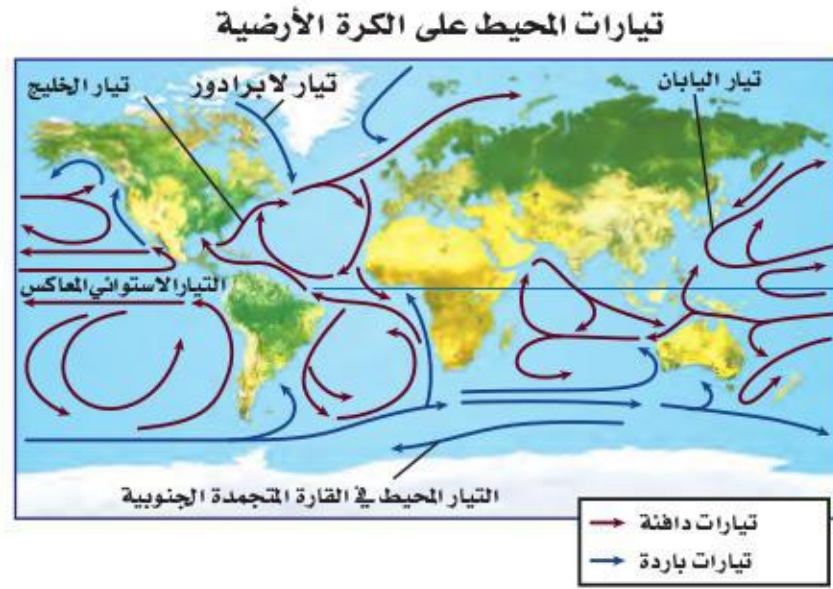 تيارات المحيط على الكرة الأرضية
تيار اليابان
تيار لابرادور
تيار الخليج
التيار الاستوائي المعاكس
التيار المحيط في القارة المتجمدة الجنوبية
تيارات دافئة
تيارات باردة